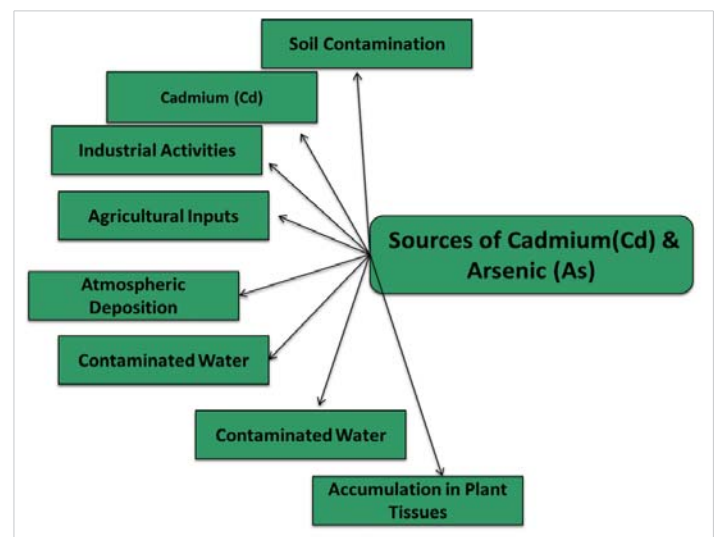 Soil Contamination
Cadmium (Cd)
Industrial Activities
Agricultural Inputs
Sources of Cadmium(Cd) &
Arsenic (As)
Atmospheric
Deposition
Contaminated Water
Contaminated Water
Accumulation in Plant
Tissues